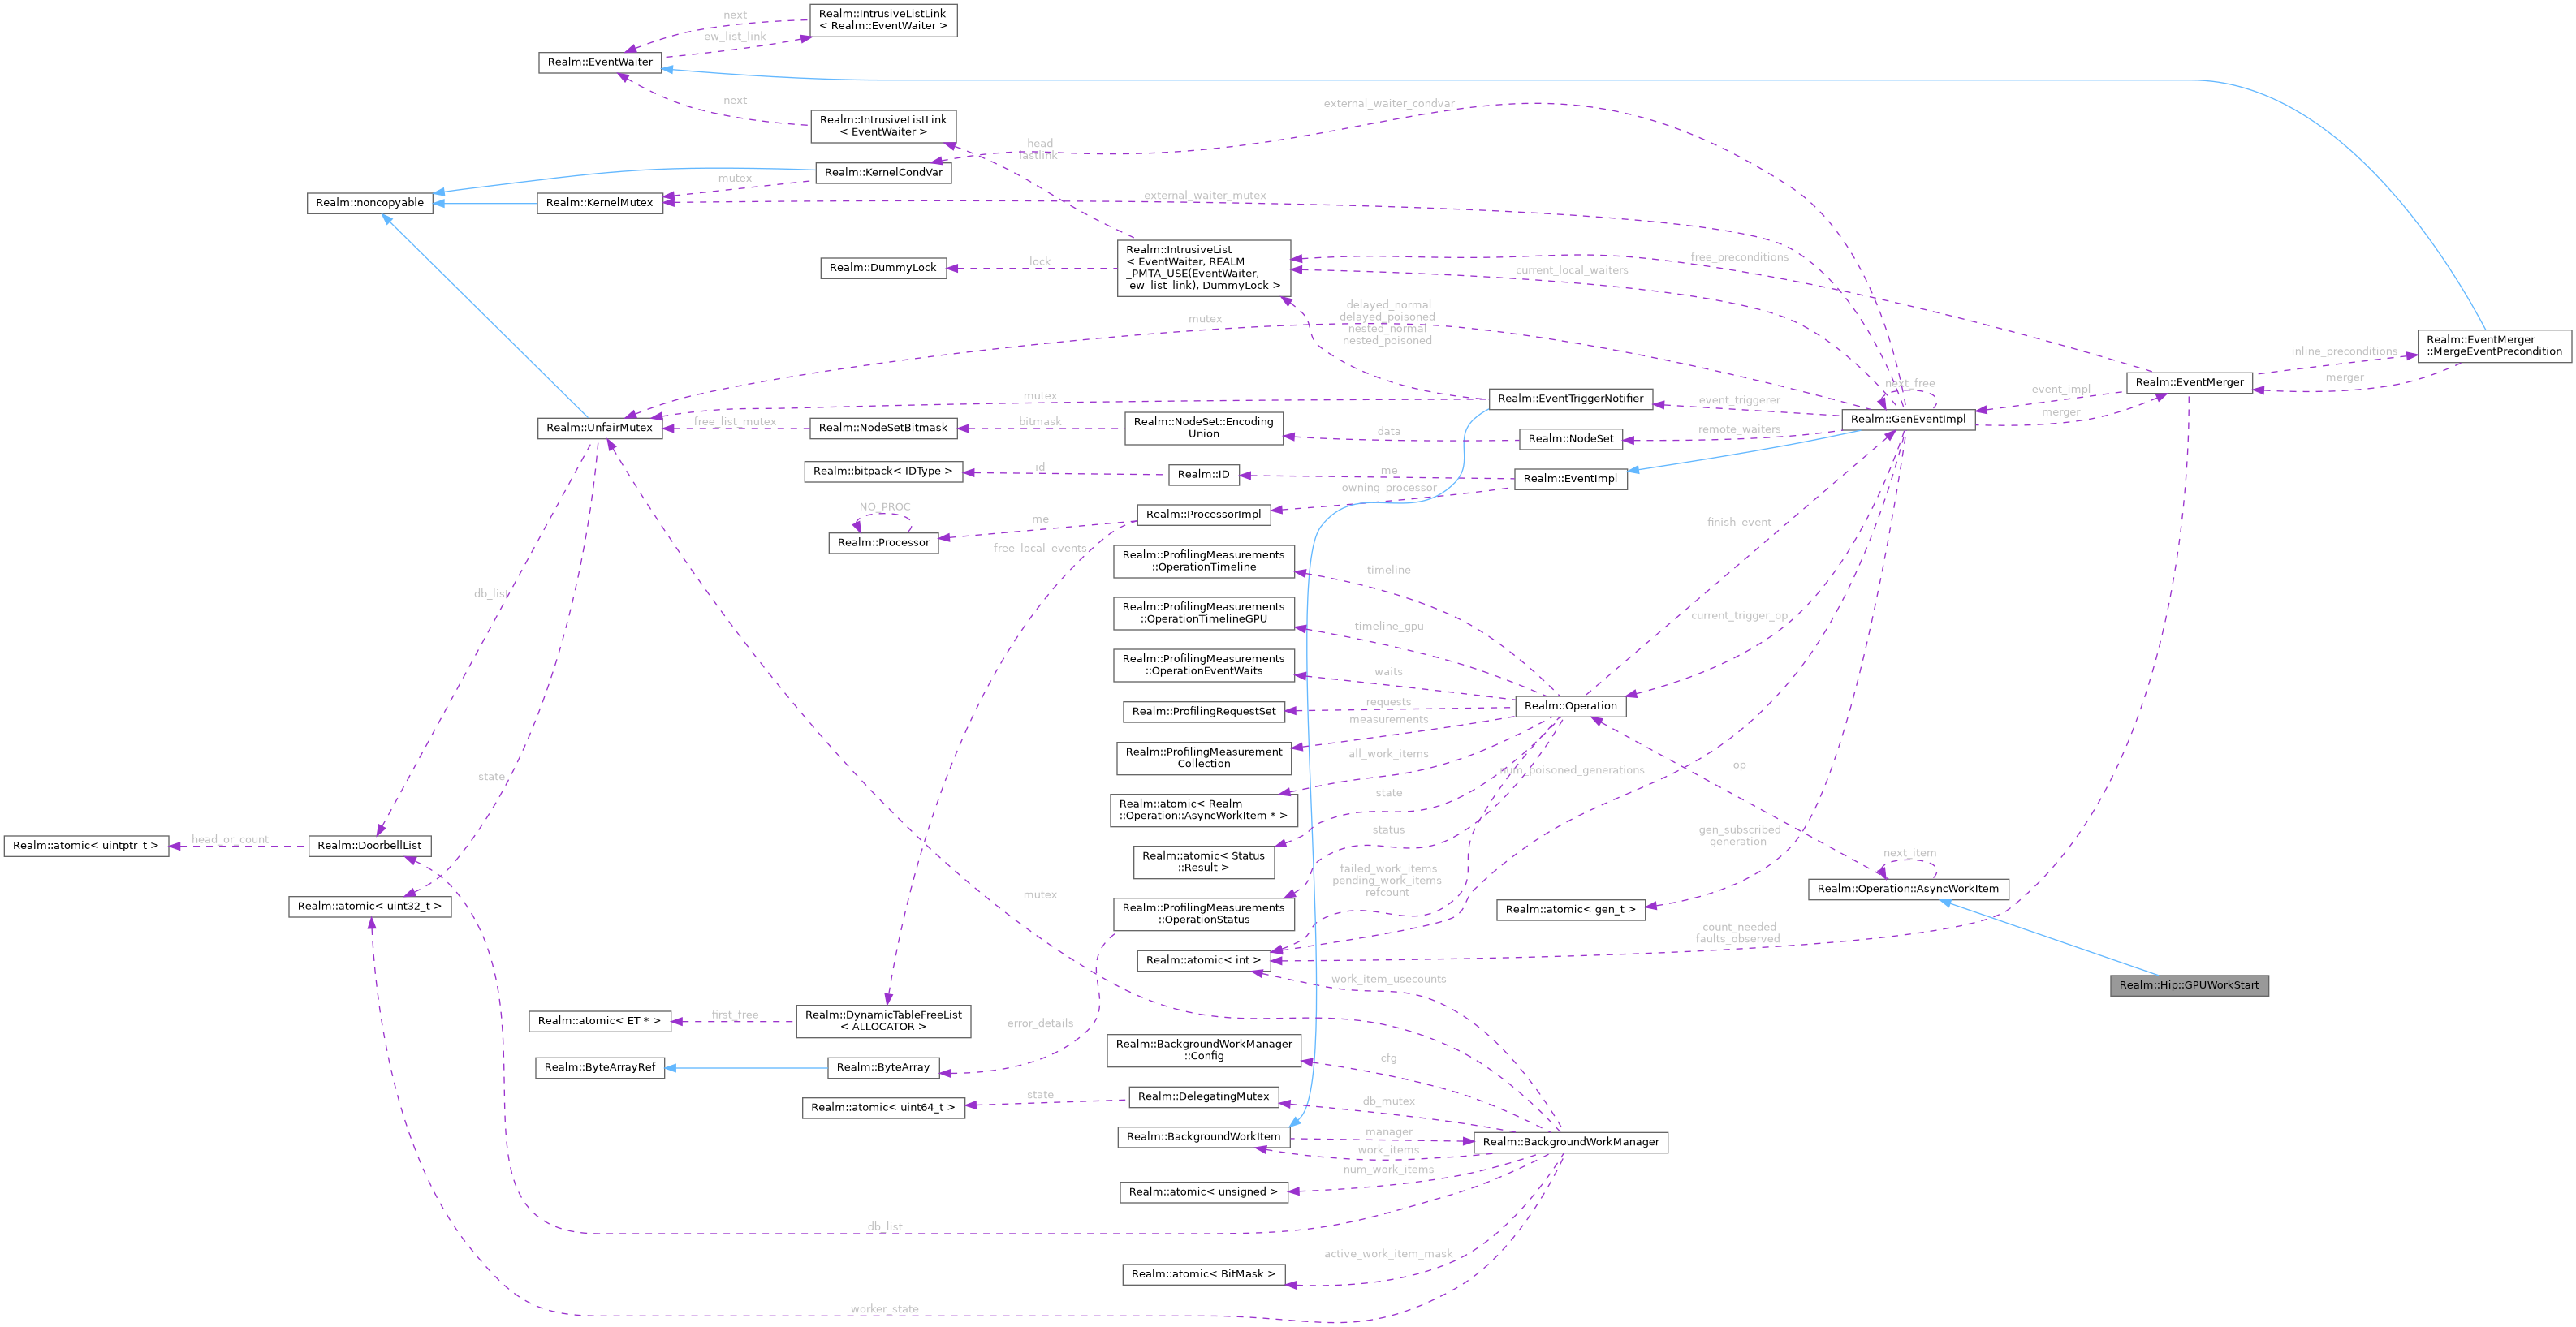 Realm::IntrusiveListLink
< Realm::EventWaiter >
next
ew_list_link
Realm::EventWaiter
next
Realm::IntrusiveListLink
< EventWaiter >
external_waiter_condvar
head
lastlink
Realm::KernelCondVar
mutex
Realm::noncopyable
Realm::KernelMutex
external_waiter_mutex
Realm::IntrusiveList
< EventWaiter, REALM
_PMTA_USE(EventWaiter,
ew_list_link), DummyLock >
Realm::DummyLock
lock
free_preconditions
current_local_waiters
delayed_normal
delayed_poisoned
nested_normal
nested_poisoned
mutex
Realm::EventMerger
::MergeEventPrecondition
inline_preconditions
merger
Realm::EventMerger
event_impl
merger
next_free
Realm::GenEventImpl
Realm::EventTriggerNotifier
event_triggerer
mutex
Realm::UnfairMutex
free_list_mutex
Realm::NodeSetBitmask
bitmask
Realm::NodeSet::Encoding
Union
data
Realm::NodeSet
remote_waiters
Realm::bitpack< IDType >
id
Realm::ID
me
Realm::EventImpl
owning_processor
Realm::ProcessorImpl
NO_PROC
Realm::Processor
me
free_local_events
finish_event
Realm::ProfilingMeasurements
::OperationTimeline
timeline
db_list
Realm::ProfilingMeasurements
::OperationTimelineGPU
timeline_gpu
current_trigger_op
Realm::ProfilingMeasurements
::OperationEventWaits
waits
Realm::ProfilingRequestSet
requests
Realm::Operation
measurements
Realm::ProfilingMeasurement
Collection
all_work_items
num_poisoned_generations
op
state
Realm::atomic< Realm
::Operation::AsyncWorkItem * >
state
status
gen_subscribed
generation
Realm::atomic< uintptr_t >
head_or_count
Realm::DoorbellList
Realm::atomic< Status
::Result >
next_item
Realm::Operation::AsyncWorkItem
failed_work_items
pending_work_items
refcount
mutex
Realm::atomic< uint32_t >
Realm::ProfilingMeasurements
::OperationStatus
Realm::atomic< gen_t >
count_needed
faults_observed
Realm::atomic< int >
work_item_usecounts
Realm::Hip::GPUWorkStart
Realm::atomic< ET * >
first_free
Realm::DynamicTableFreeList
< ALLOCATOR >
error_details
Realm::BackgroundWorkManager
::Config
cfg
Realm::ByteArrayRef
Realm::ByteArray
Realm::atomic< uint64_t >
state
Realm::DelegatingMutex
db_mutex
Realm::BackgroundWorkItem
manager
work_items
Realm::BackgroundWorkManager
num_work_items
Realm::atomic< unsigned >
db_list
active_work_item_mask
Realm::atomic< BitMask >
worker_state